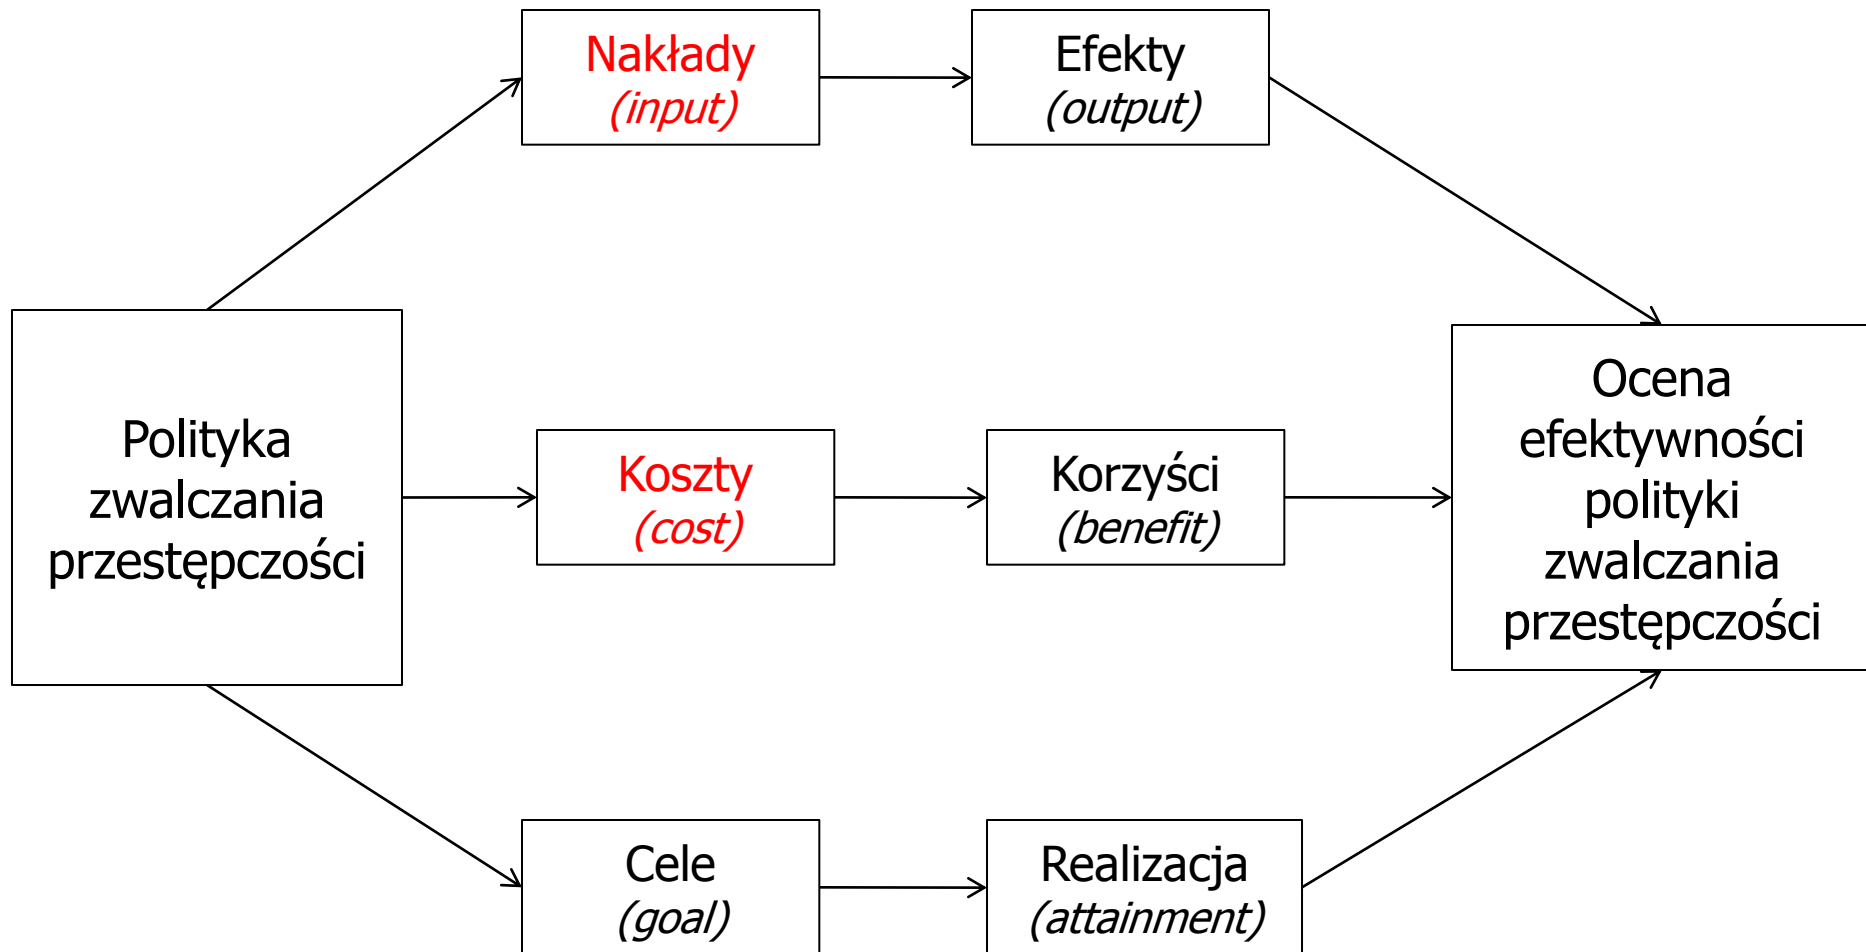 Nakłady
(input)
Efekty
(output)
Polityka
zwalczania
przestępczości
Koszty
(cost)
Korzyści
(benefit)
Ocena
efektywności
polityki
zwalczania
przestępczości
Cele
(goal)
Realizacja
(attainment)